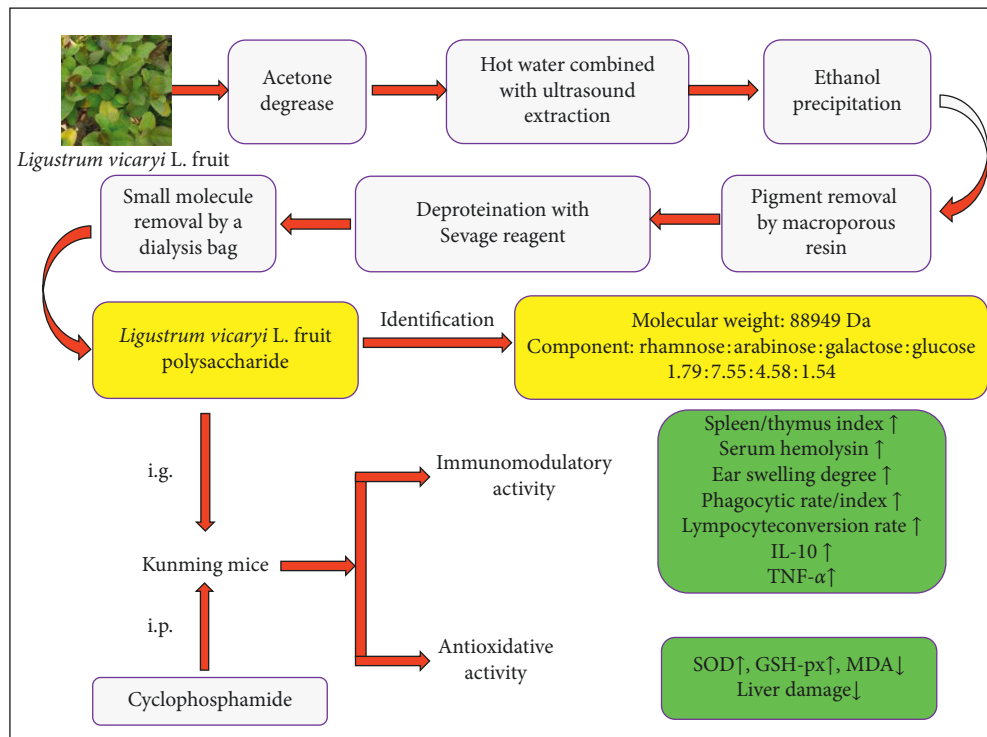 Acetone
degrease
Hot water combined
with ultrasound
extraction
Ethanol
precipitation
Ligustrum vicaryi L. fruit
Small molecule
removal by a
dialysis bag
Deproteination with
Sevage reagent
Pigment removal
by macroporous
resin
Ligustrum vicaryi L. fruit
polysaccharide
Identification
Molecular weight: 88949 Da
Component: rhamnose:arabinose:galactose:glucose
1.79:7.55:4.58:1.54
i.g.
Kunming mice
i.p.
Cyclophosphamide
Immunomodulatory
activity
Spleen/thymus index ↑
Serum hemolysin ↑
Ear swelling degree ↑
Phagocytic rate/index ↑
Lympocyteconversion rate ↑
IL-10 ↑
TNF-α↑
Antioxidative
activity
SOD↑, GSH-px↑, MDA↓
Liver damage↓